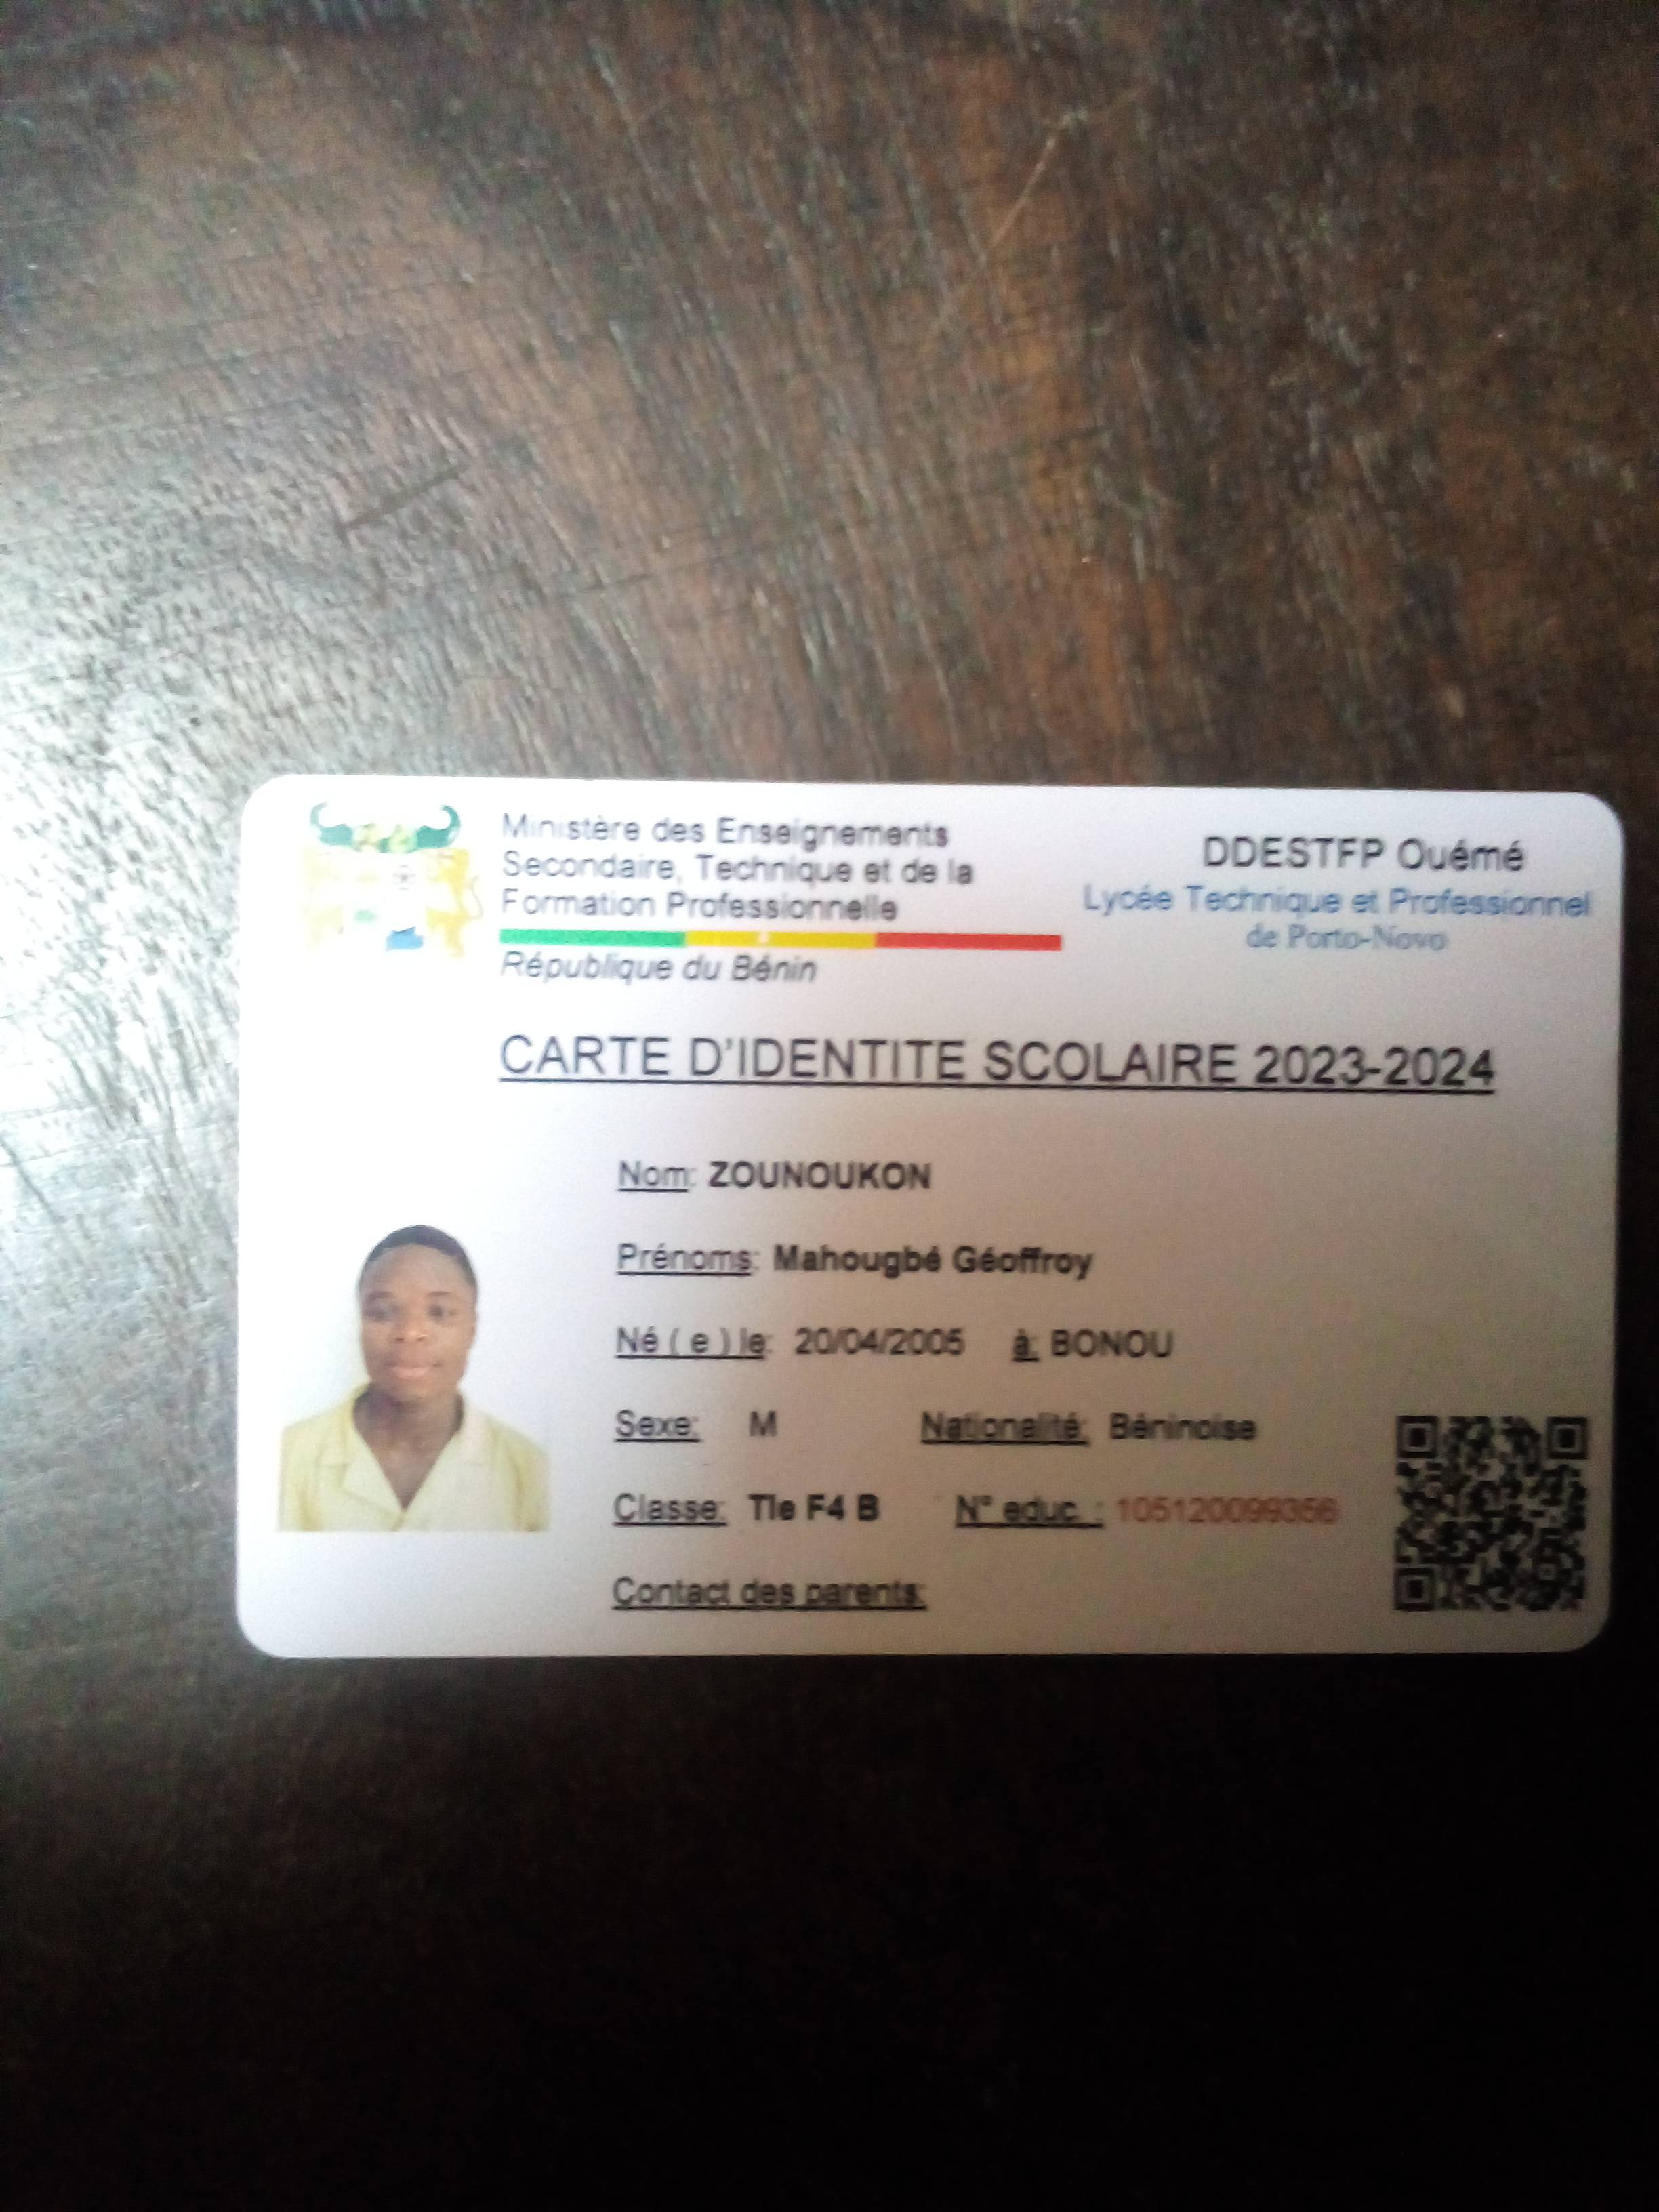 Ministère des Enseignements
Secondaire, Technique et de la
Formation Professionnelle
République du Bénin
DDESTFP Ouémé
Lycée Technique et Professionnel
de Porto-Novo
CARTE D'IDENTITE SCOLAIRE 2023-2024
Nom: ZOUNOUKON
Prénoms: Mahougbé Géoffroy
Né ( e ) le: 20/04/2005 à: BONOU
Sexe: M Nationalité: Béninoise
Classe: Tle F4 B N° educ. : 105120099356
Contact des parents: